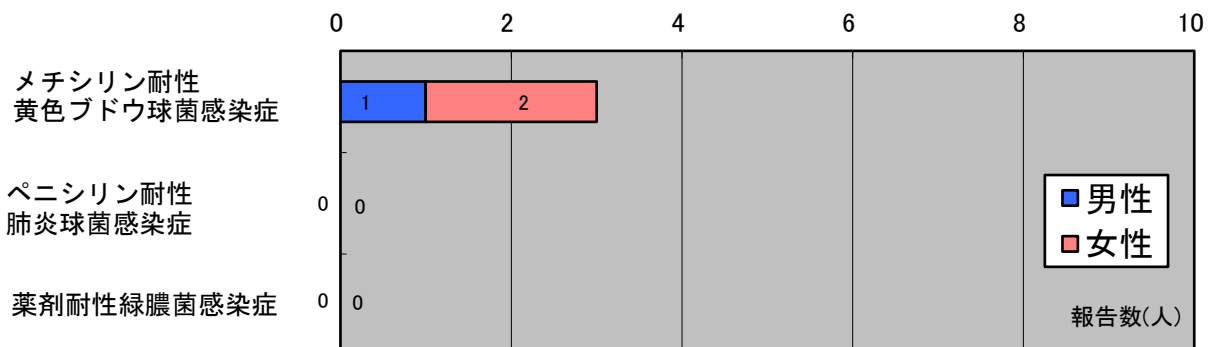 0 2 4 6 8 10
メチシリン耐性
黄色ブドウ球菌感染症
1 2
ペニシリン耐性
肺炎球菌感染症
0 0
男性
女性
薬剤耐性緑膿菌感染症
0 0
報告数(人)